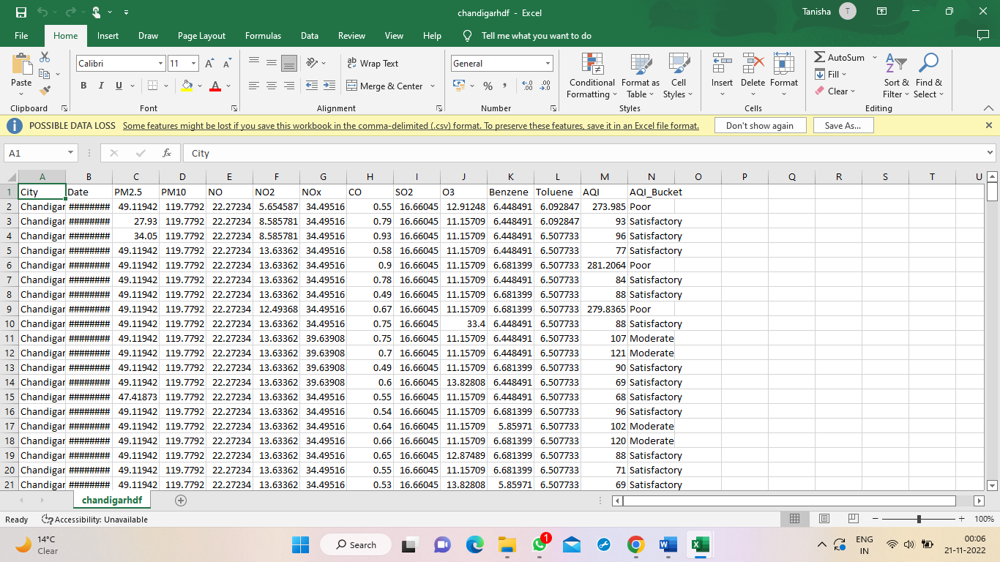 chandigarhdf - Excel
Tanisha T
File Home Insert Draw Page Layout Formulas Data Review View Help Tell me what you want to do
Calibri 11 Wrap Text General AutoSum
Paste Conditional Formatting Format as Table Cell Styles Insert Delete Format Fill Sort & Filter Find & Select
B I U Merge & Center % Clear
Clipboard Font Alignment Number Styles Cells Editing
POSSIBLE DATA LOSS Some features might be lost if you save this workbook in the comma-delimited (.csv) format. To preserve these features, save it in an Excel file format. Don't show again Save As...
A1 fx City
A B C D E F G H I J K L M N O P Q R S T U
1 City Date PM2.5 PM10 NO NO2 NOx CO SO2 O3 Benzene Toluene AQI AQI_Bucket
2 Chandigar ######## 49.11942 119.7792 22.27234 5.654587 34.49516 0.55 16.66045 12.91248 6.448491 6.092847 273.985 Poor
3 Chandigar ######## 27.93 119.7792 22.27234 8.585781 34.49516 0.79 16.66045 11.15709 6.448491 6.092847 93 Satisfactory
4 Chandigar ######## 34.05 119.7792 22.27234 8.585781 34.49516 0.93 16.66045 11.15709 6.448491 6.507733 96 Satisfactory
5 Chandigar ######## 49.11942 119.7792 22.27234 13.63362 34.49516 0.58 16.66045 11.15709 6.448491 6.507733 77 Satisfactory
6 Chandigar ######## 49.11942 119.7792 22.27234 13.63362 34.49516 0.9 16.66045 11.15709 6.681399 6.507733 281.2064 Poor
7 Chandigar ######## 49.11942 119.7792 22.27234 13.63362 34.49516 0.78 16.66045 11.15709 6.448491 6.507733 84 Satisfactory
8 Chandigar ######## 49.11942 119.7792 22.27234 13.63362 34.49516 0.49 16.66045 11.15709 6.681399 6.507733 88 Satisfactory
9 Chandigar ######## 49.11942 119.7792 22.27234 12.49368 34.49516 0.67 16.66045 11.15709 6.681399 6.507733 279.8365 Poor
10 Chandigar ######## 49.11942 119.7792 22.27234 13.63362 34.49516 0.75 16.66045 33.4 6.448491 6.507733 88 Satisfactory
11 Chandigar ######## 49.11942 119.7792 22.27234 13.63362 39.63908 0.75 16.66045 11.15709 6.448491 6.507733 107 Moderate
12 Chandigar ######## 49.11942 119.7792 22.27234 13.63362 39.63908 0.7 16.66045 11.15709 6.448491 6.507733 121 Moderate
13 Chandigar ######## 49.11942 119.7792 22.27234 13.63362 39.63908 0.49 16.66045 11.15709 6.681399 6.507733 90 Satisfactory
14 Chandigar ######## 49.11942 119.7792 22.27234 13.63362 39.63908 0.6 16.66045 13.82808 6.448491 6.507733 69 Satisfactory
15 Chandigar ######## 47.41873 119.7792 22.27234 13.63362 34.49516 0.55 16.66045 11.15709 6.448491 6.507733 68 Satisfactory
16 Chandigar ######## 49.11942 119.7792 22.27234 13.63362 34.49516 0.54 16.66045 11.15709 6.681399 6.507733 96 Satisfactory
17 Chandigar ######## 49.11942 119.7792 22.27234 13.63362 34.49516 0.64 16.66045 11.15709 5.85971 6.507733 102 Moderate
18 Chandigar ######## 49.11942 119.7792 22.27234 13.63362 34.49516 0.66 16.66045 11.15709 6.681399 6.507733 120 Moderate
19 Chandigar ######## 49.11942 119.7792 22.27234 13.63362 34.49516 0.65 16.66045 12.87489 6.681399 6.507733 88 Satisfactory
20 Chandigar ######## 49.11942 119.7792 22.27234 13.63362 34.49516 0.55 16.66045 11.15709 6.681399 6.507733 71 Satisfactory
21 Chandigar ######## 49.11942 119.7792 22.27234 13.63362 34.49516 0.53 16.66045 13.82808 5.85971 6.507733 69 Satisfactory
chandigarhdf
Ready Accessibility: Unavailable 100%
14°C
Clear
Search
1
ENG
IN
00:06
21-11-2022